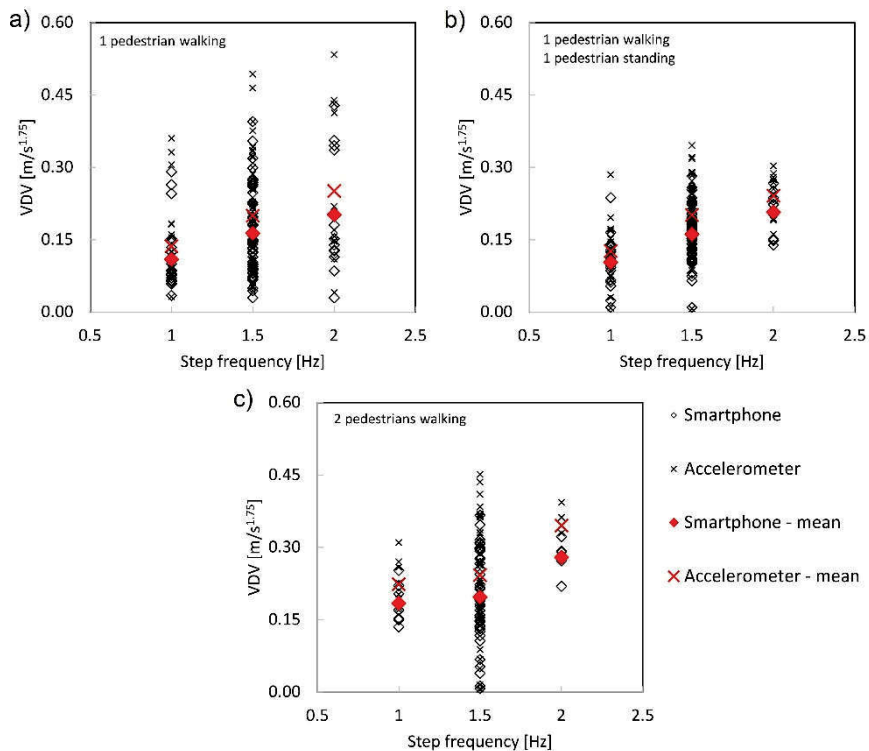 a)
1 pedestrian walking
VDV [m/s^1.75]
0.60
0.45
0.30
0.15
0.00
0.5
1
1.5
2
2.5
Step frequency [Hz]
b)
1 pedestrian walking
1 pedestrian standing
VDV [m/s^1.75]
0.60
0.45
0.30
0.15
0.00
0.5
1
1.5
2
2.5
Step frequency [Hz]
c)
2 pedestrians walking
VDV [m/s^1.75]
0.60
0.45
0.30
0.15
0.00
0.5
1
1.5
2
2.5
Step frequency [Hz]
Smartphone
Accelerometer
Smartphone - mean
Accelerometer - mean